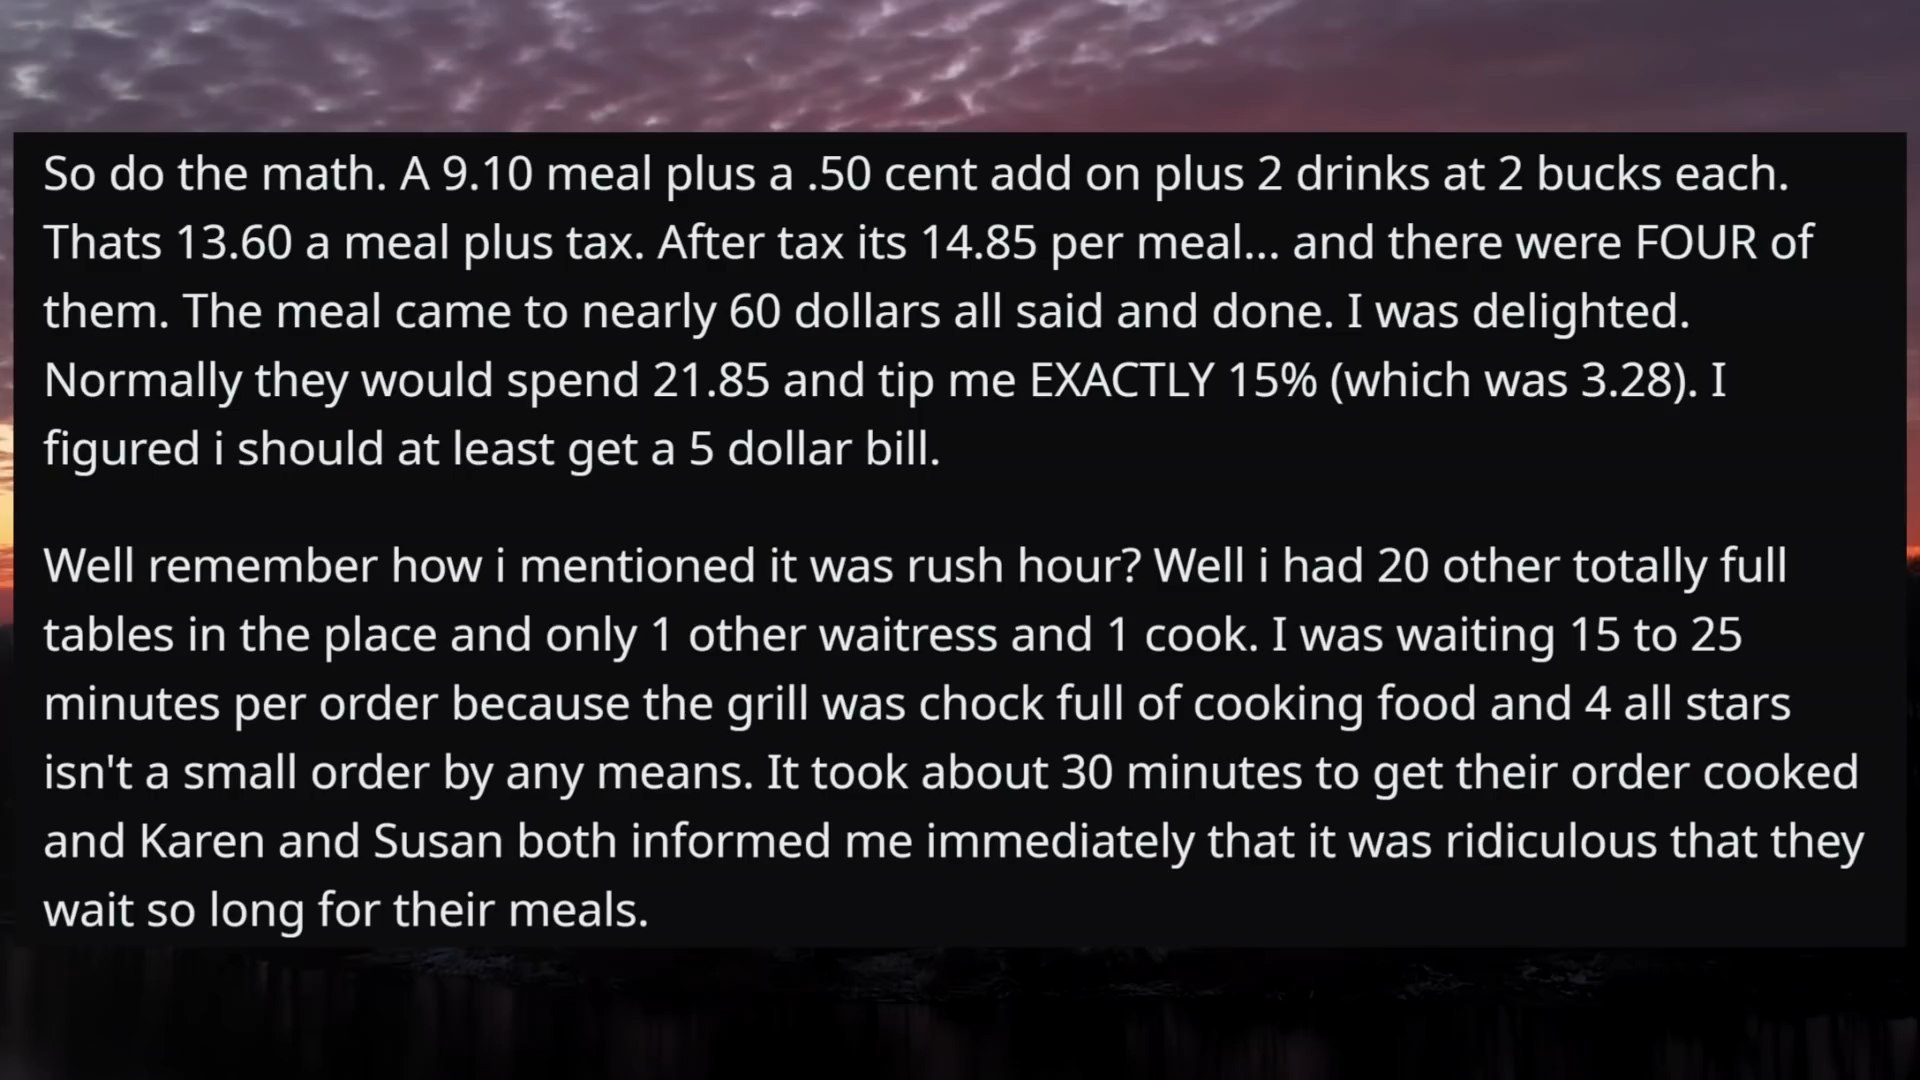 So do the math. A 9.10 meal plus a .50 cent add on plus 2 drinks at 2 bucks each.
Thats 13.60 a meal plus tax. After tax its 14.85 per meal... and there were FOUR of
them. The meal came to nearly 60 dollars all said and done. I was delighted.
Normally they would spend 21.85 and tip me EXACTLY 15% (which was 3.28). I
figured i should at least get a 5 dollar bill.
Well remember how i mentioned it was rush hour? Well i had 20 other totally full
tables in the place and only 1 other waitress and 1 cook. I was waiting 15 to 25
minutes per order because the grill was chock full of cooking food and 4 all stars
isn't a small order by any means. It took about 30 minutes to get their order cooked
and Karen and Susan both informed me immediately that it was ridiculous that they
wait so long for their meals.